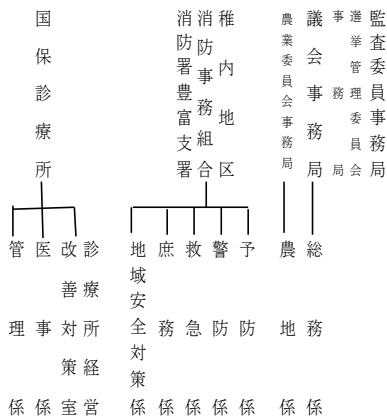 監査委員事務局
選挙管理委員会
事務局
議会事務局
農業委員会事務局
稚内地区
消防事務組合
消防署豊富支署
国保診療所
総務係
農地係
予防係
警防係
救急係
庶務係
地域安全対策係
診療所経営
改善対策室
医事係
管理係